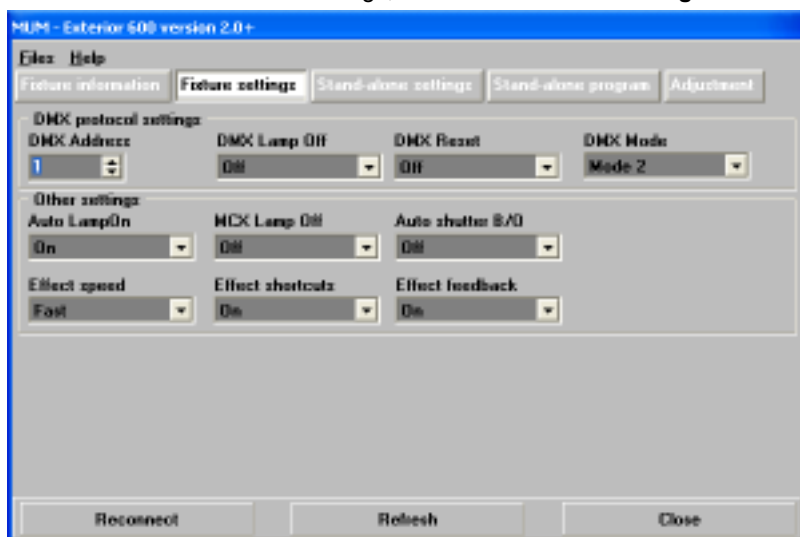 MUM - Exterior 600 version 2.0+
Files Help
Fixture information Fixture settings Stand-alone settings Stand-alone program Adjustment
DMX protocol settings
DMX Address DMX Lamp Off DMX Reset DMX Mode
1 Off Off Mode 2
Other settings
Auto LampOn MCX Lamp Off Auto shutter B/O
On Off Off
Effect speed Effect shortcuts Effect feedback
Fast On On
Reconnect Refresh Close